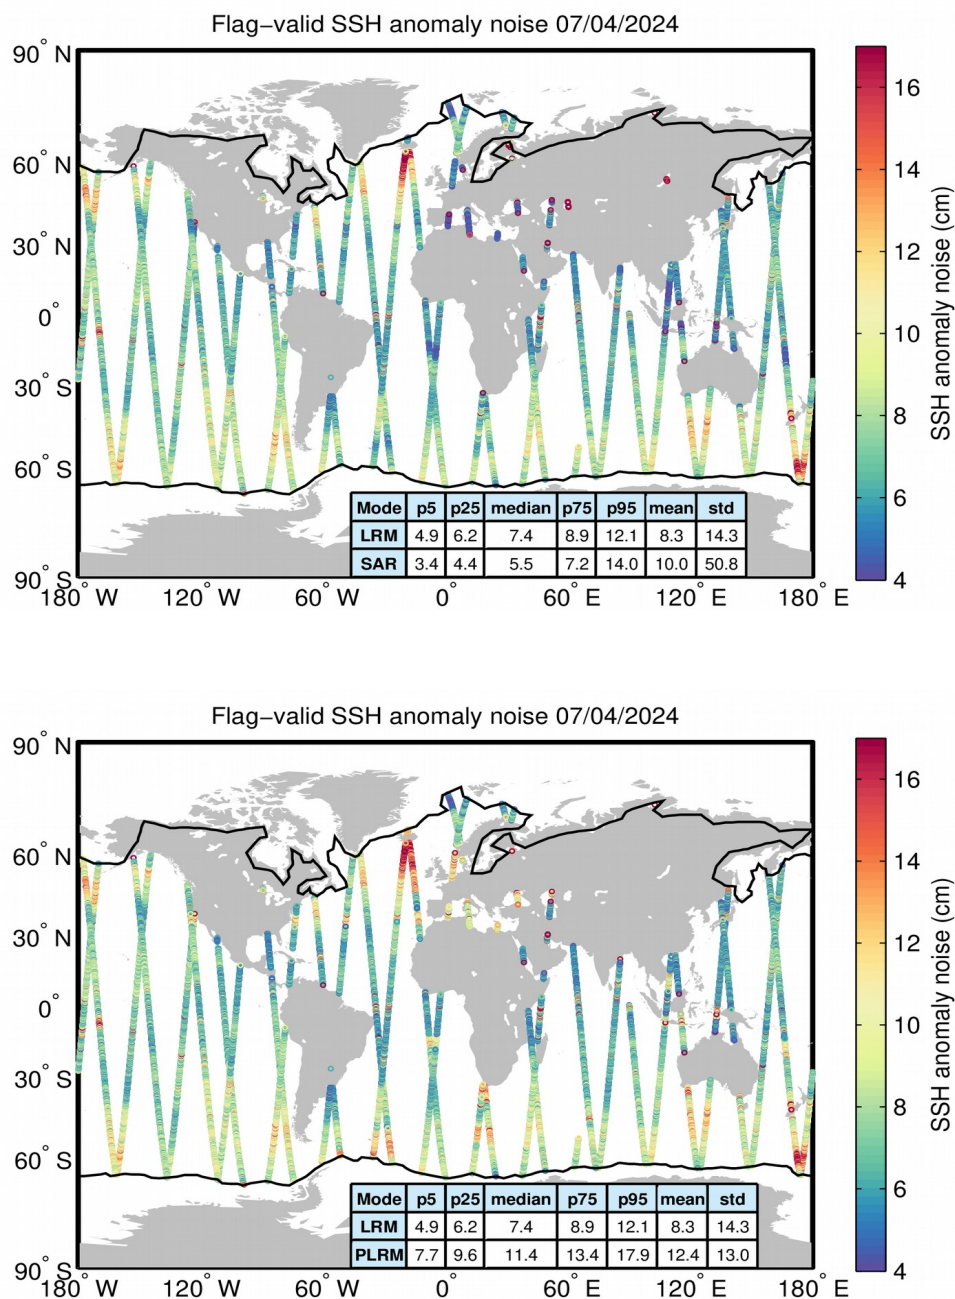 Flag−valid SSH anomaly noise 07/04/2024
90° N
60° N
30° N
0°
30° S
60° S
90° S
180° W 120° W 60° W 0° 60° E 120° E 180° E
Mode p5 p25 median p75 p95 mean std
LRM 4.9 6.2 7.4 8.9 12.1 8.3 14.3
SAR 3.4 4.4 5.5 7.2 14.0 10.0 50.8
16
14
12
10
8
6
4
SSH anomaly noise (cm)
Flag−valid SSH anomaly noise 07/04/2024
90° N
60° N
30° N
0°
30° S
60° S
90° S
180° W 120° W 60° W 0° 60° E 120° E 180° E
Mode p5 p25 median p75 p95 mean std
LRM 4.9 6.2 7.4 8.9 12.1 8.3 14.3
PLRM 7.7 9.6 11.4 13.4 17.9 12.4 13.0
16
14
12
10
8
6
4
SSH anomaly noise (cm)